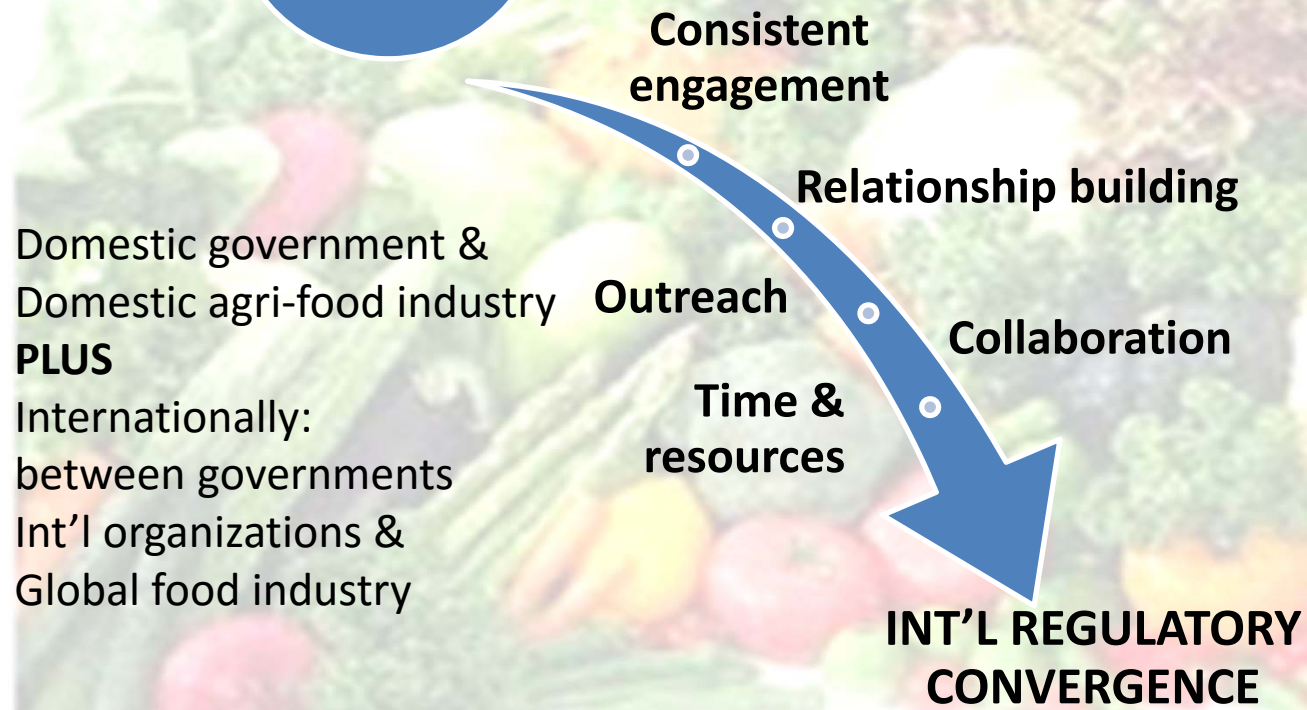 Consistent
engagement
Relationship building
Domestic government &
Domestic agri-food industry
PLUS
Internationally:
between governments
Int’l organizations &
Global food industry
Outreach
Collaboration
Time &
resources
INT’L REGULATORY
CONVERGENCE